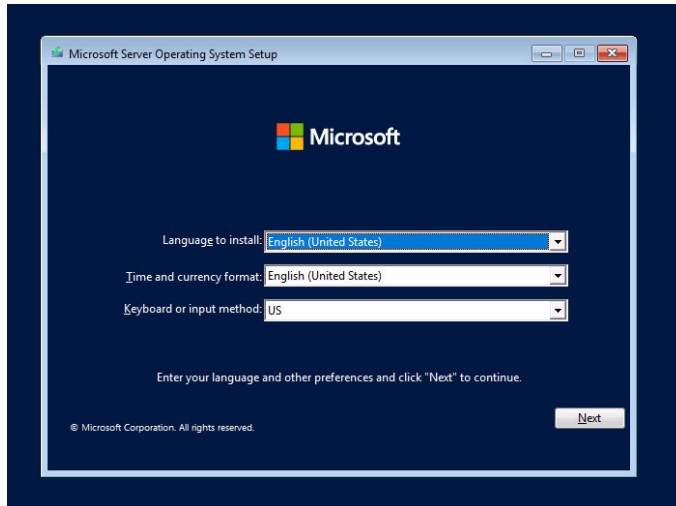 Microsoft Server Operating System Setup
Microsoft
Language to install: English (United States)
Time and currency format: English (United States)
Keyboard or input method: US
Enter your language and other preferences and click "Next" to continue.
Next
© Microsoft Corporation. All rights reserved.